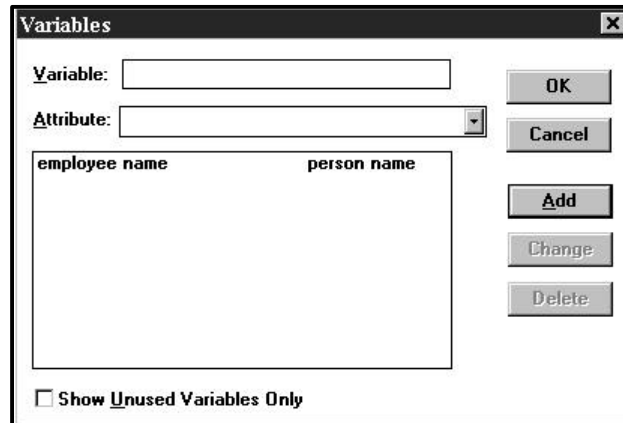 Variables
Variable:
OK
Attribute:
Cancel
employee name person name
Add
Change
Delete
Show Unused Variables Only